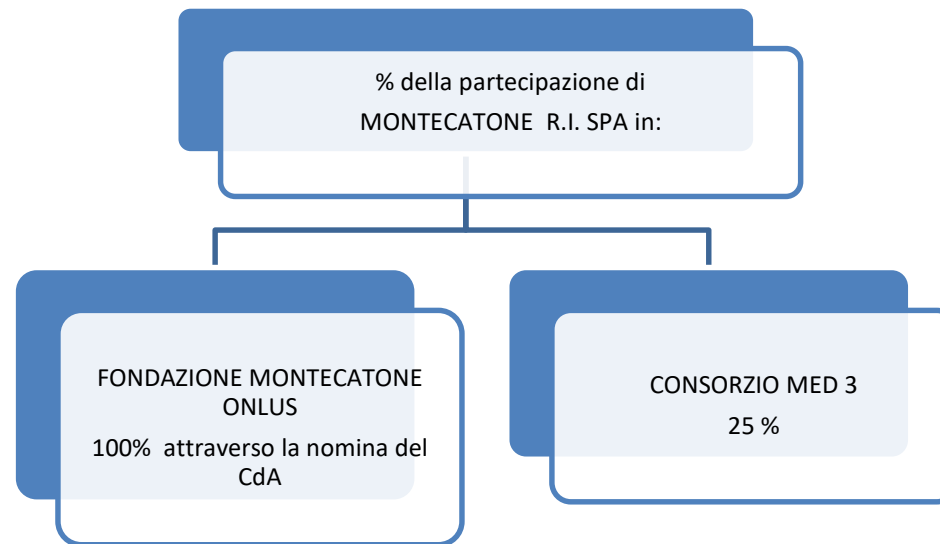 % della partecipazione di
MONTECATONE R.I. SPA in:
FONDAZIONE MONTECATONE
ONLUS
100% attraverso la nomina del
CdA
CONSORZIO MED 3
25 %